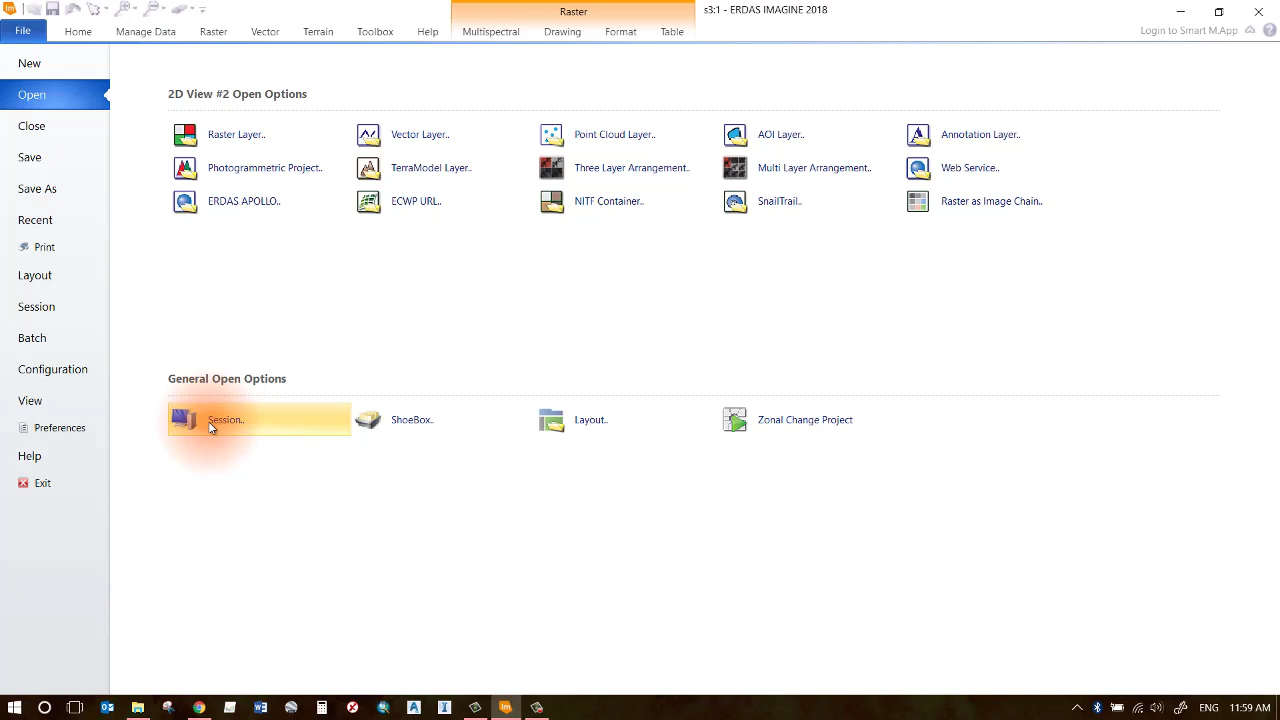 Raster
s3:1 - ERDAS IMAGINE 2018
File
Home
Manage Data
Raster
Vector
Terrain
Toolbox
Help
Multispectral
Drawing
Format
Table
Login to Smart M.App
New
Open
Close
Save
Save As
Recent
Print
Layout
Session
Batch
Configuration
View
Preferences
Help
Exit
2D View #2 Open Options
Raster Layer..
Vector Layer..
Point Cloud Layer..
AOI Layer..
Annotation Layer..
Photogrammetric Project..
TerraModel Layer..
Three Layer Arrangement..
Multi Layer Arrangement..
Web Service..
ERDAS APOLLO..
ECWP URL..
NITF Container..
SnailTrail..
Raster as Image Chain..
General Open Options
Session..
ShoeBox..
Layout..
Zonal Change Project
ENG
11:59 AM